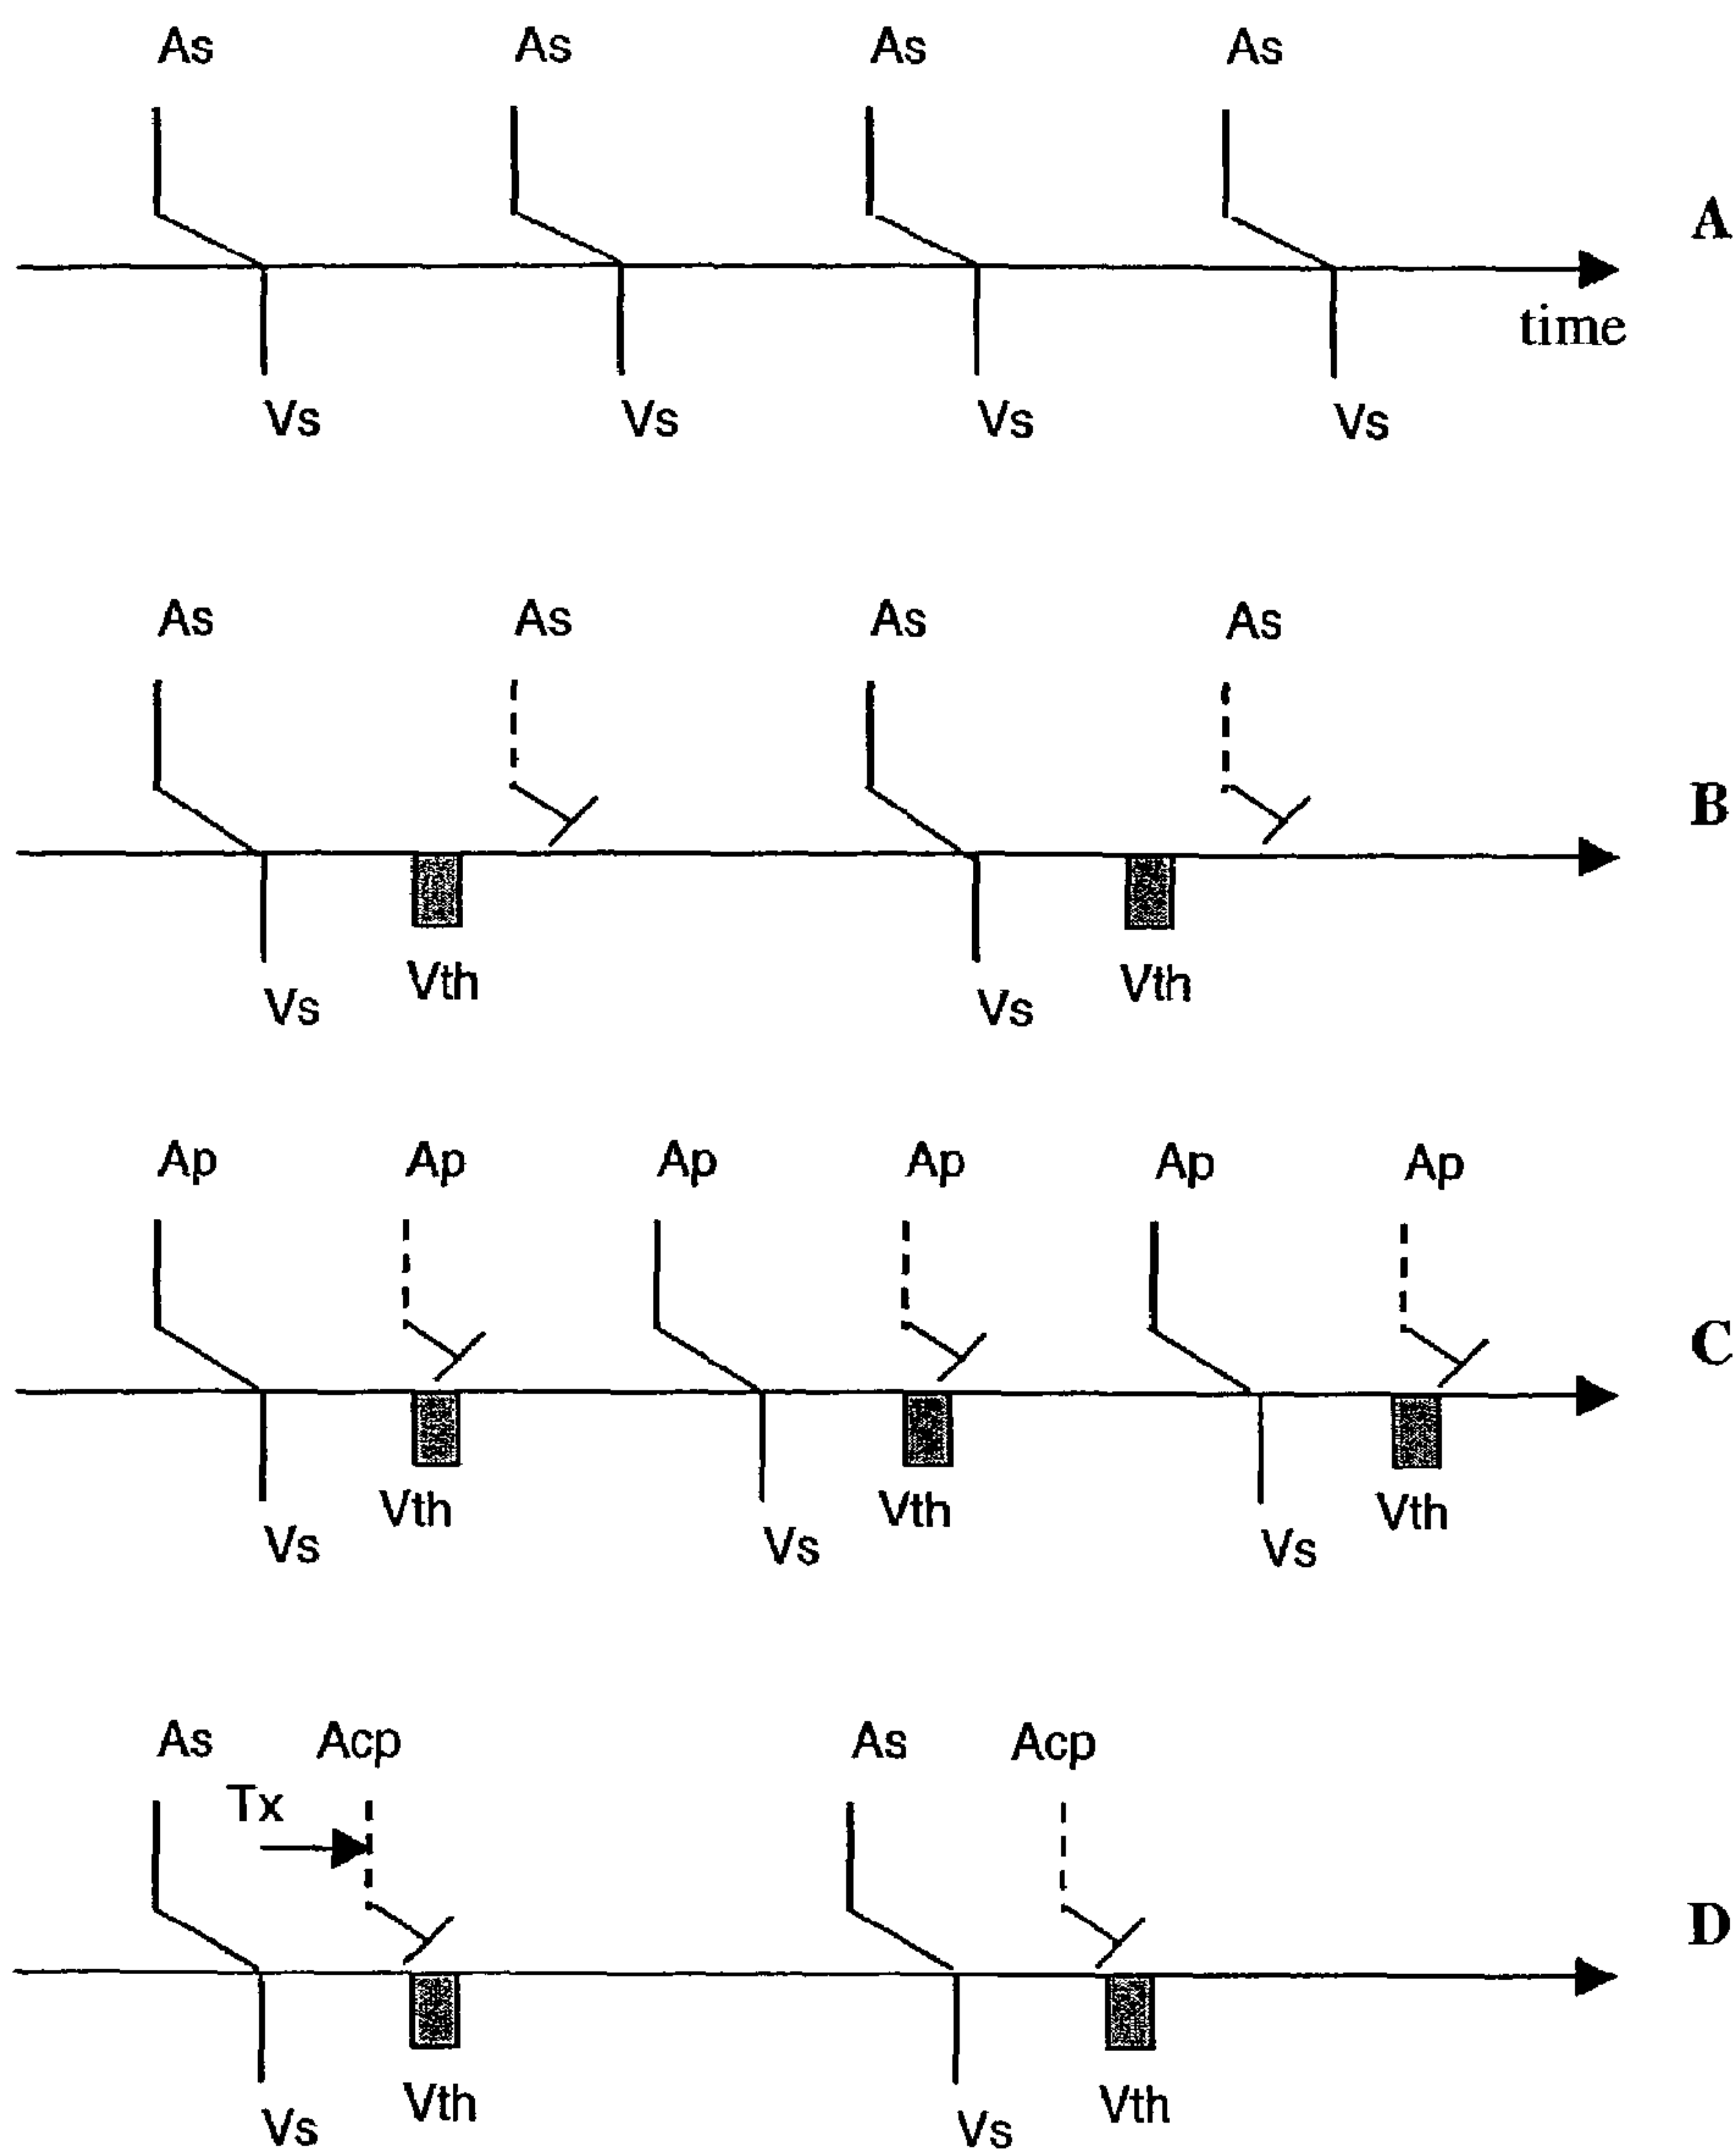 As As As As
A
time
Vs Vs Vs Vs
As As As As
B
Vth Vth
Vs Vs
Ap Ap Ap Ap Ap Ap
C
Vth Vth Vth
Vs Vs Vs
As Acp As Acp
Tx
D
Vth Vth
Vs Vs